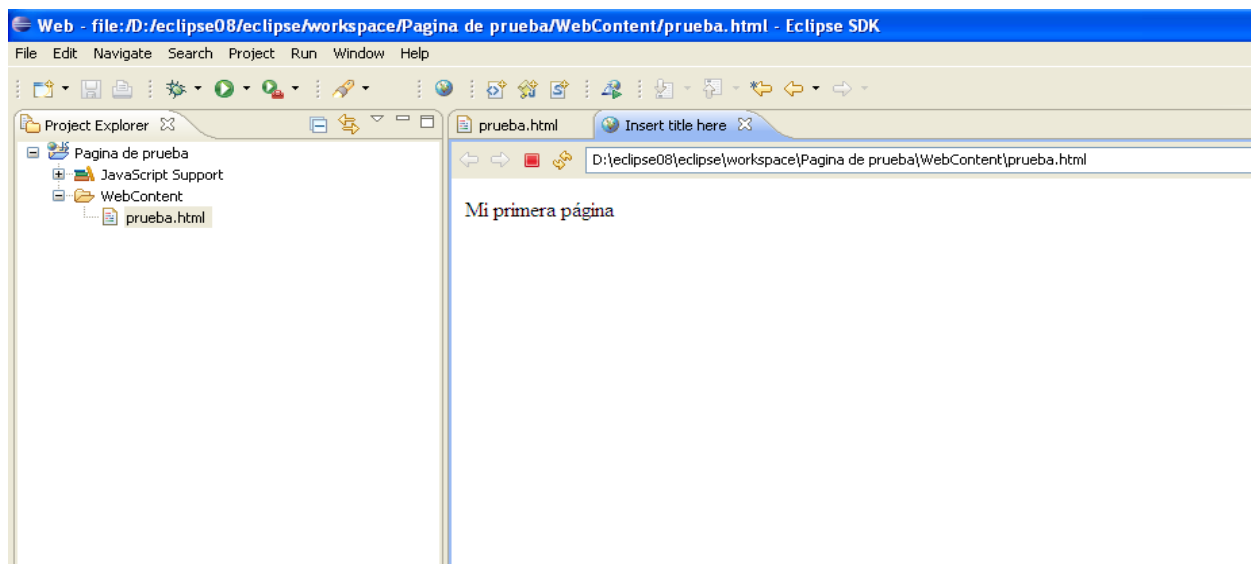 Web - file:/D:/eclipse08/eclipse/workspace/Pagina de prueba/WebContent/prueba.html - Eclipse SDK
File Edit Navigate Search Project Run Window Help
Project Explorer
prueba.html Insert title here
Pagina de prueba
D:\eclipse08\eclipse\workspace\Pagina de prueba\WebContent\prueba.html
JavaScript Support
WebContent
prueba.html
Mi primera página